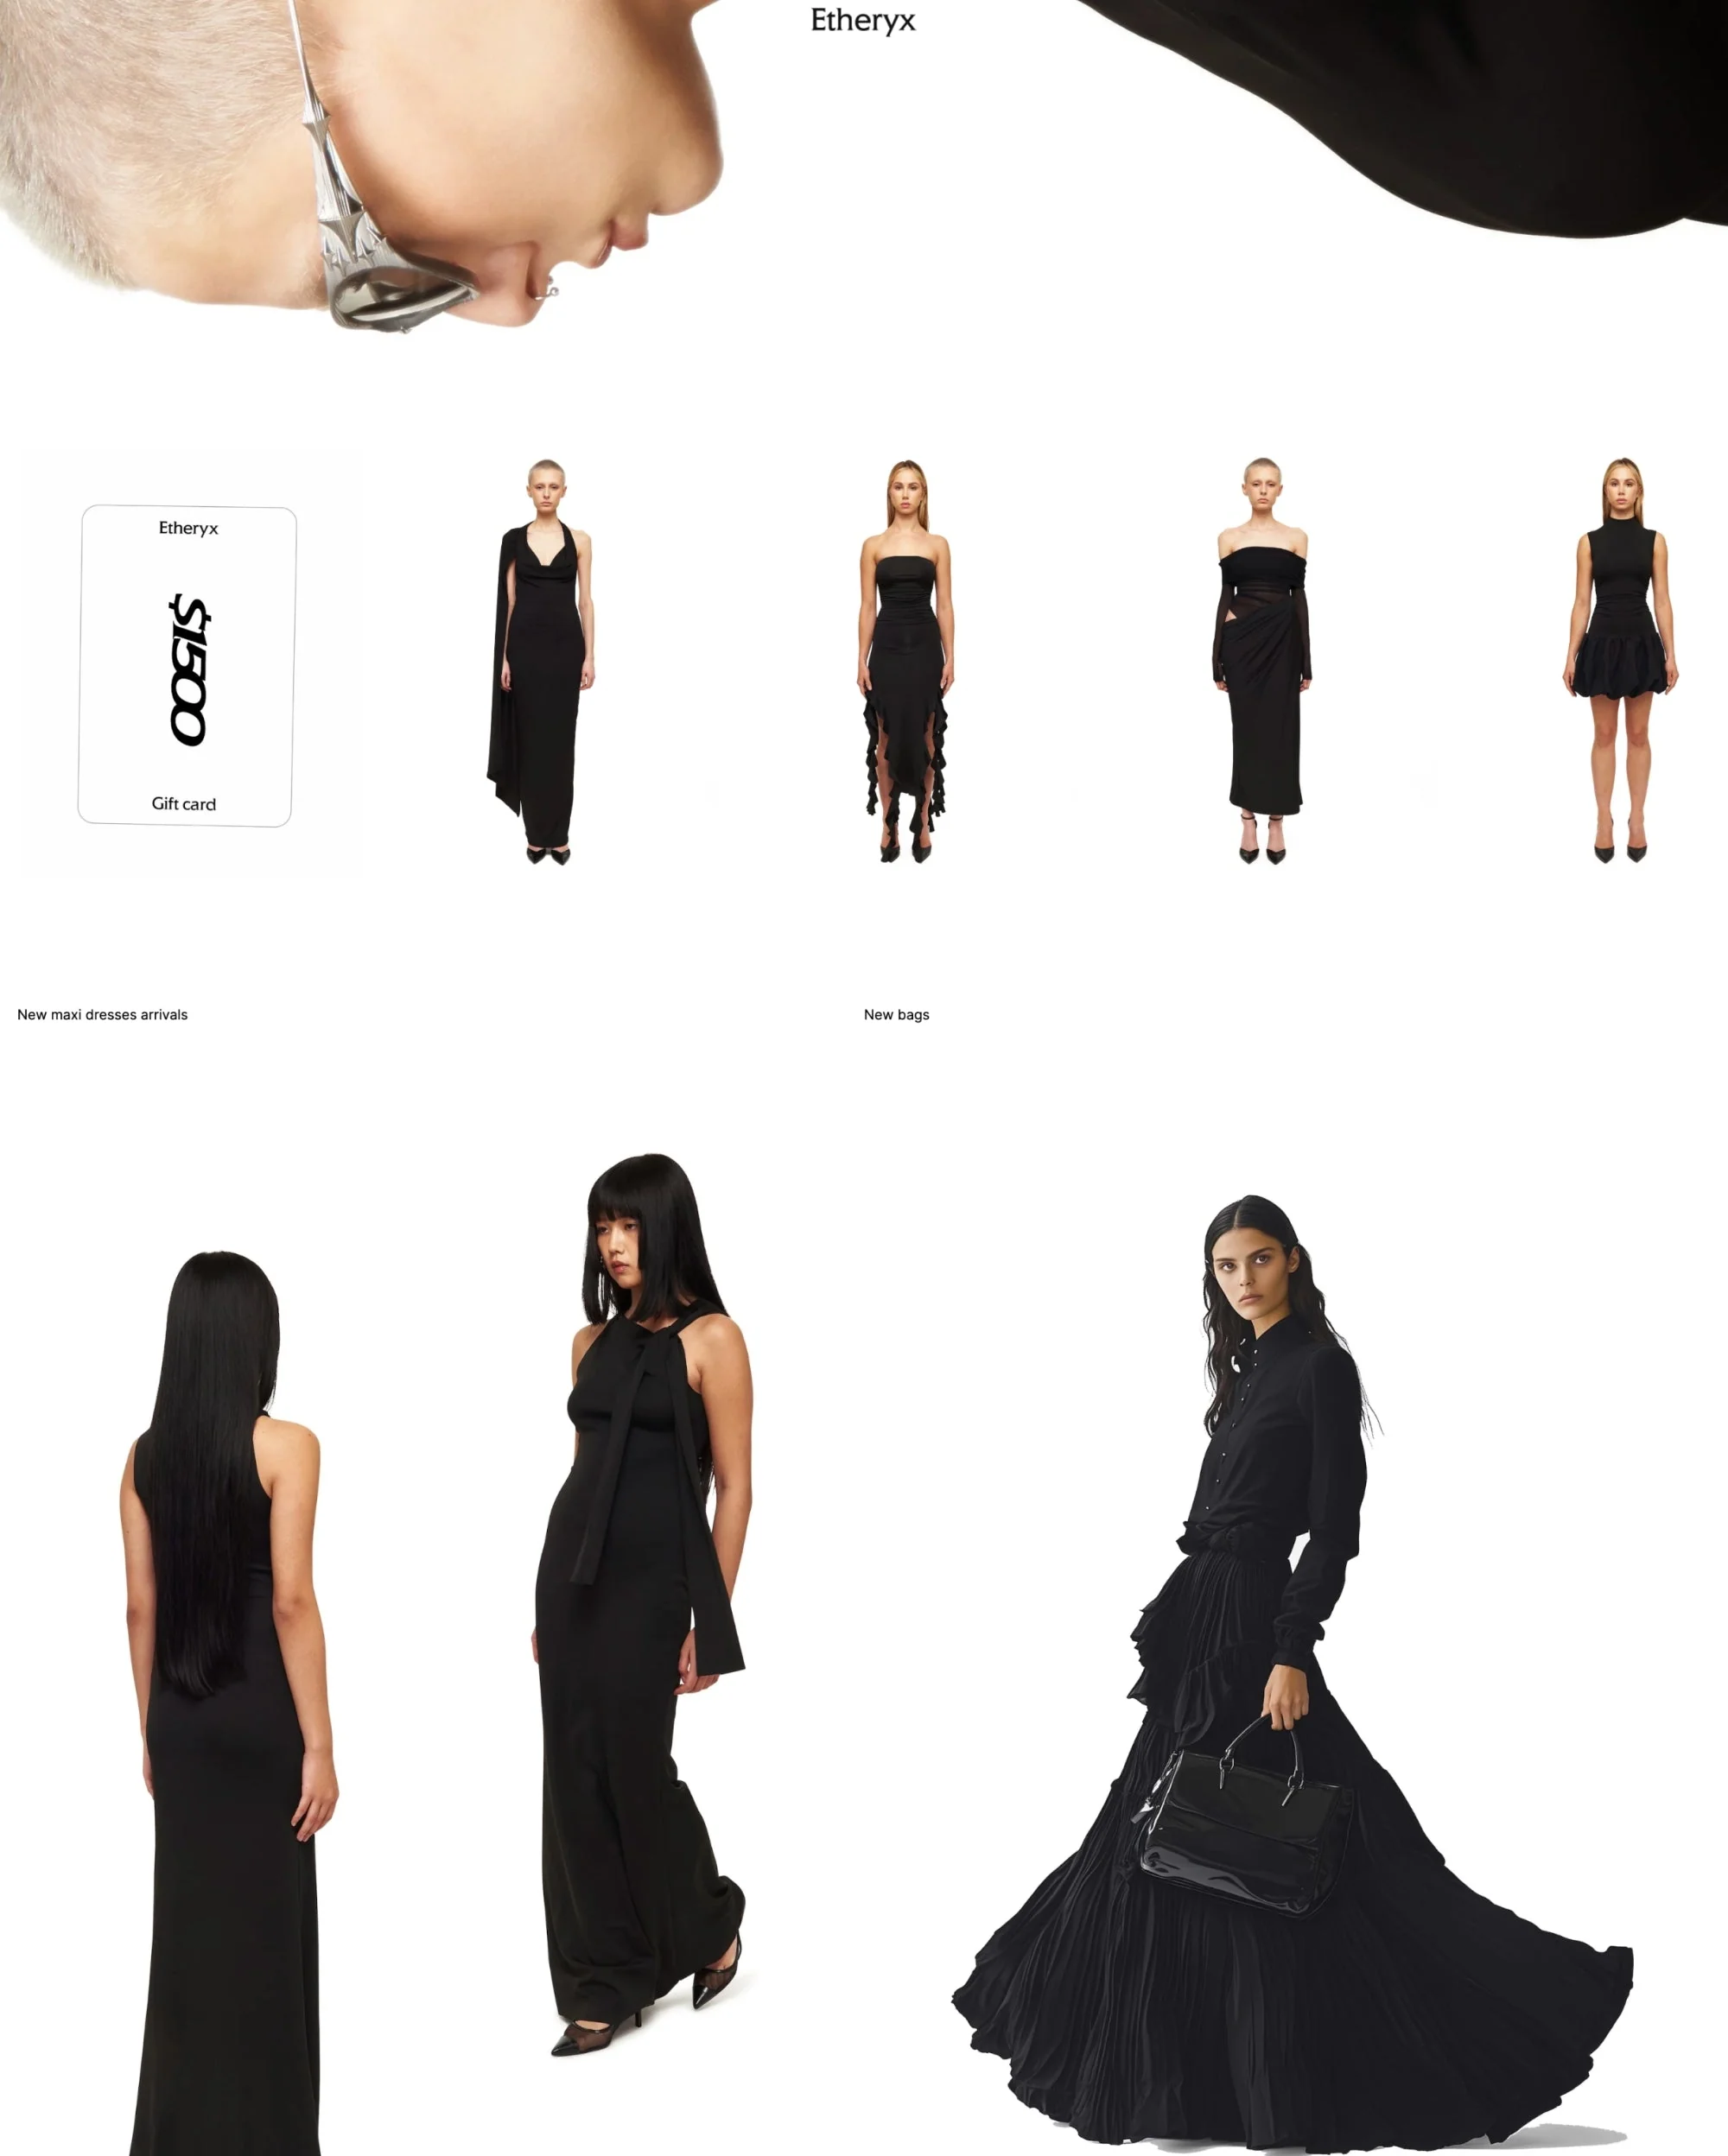 Etheryx
Etheryx
$1500
Gift card
New maxi dresses arrivals
New bags